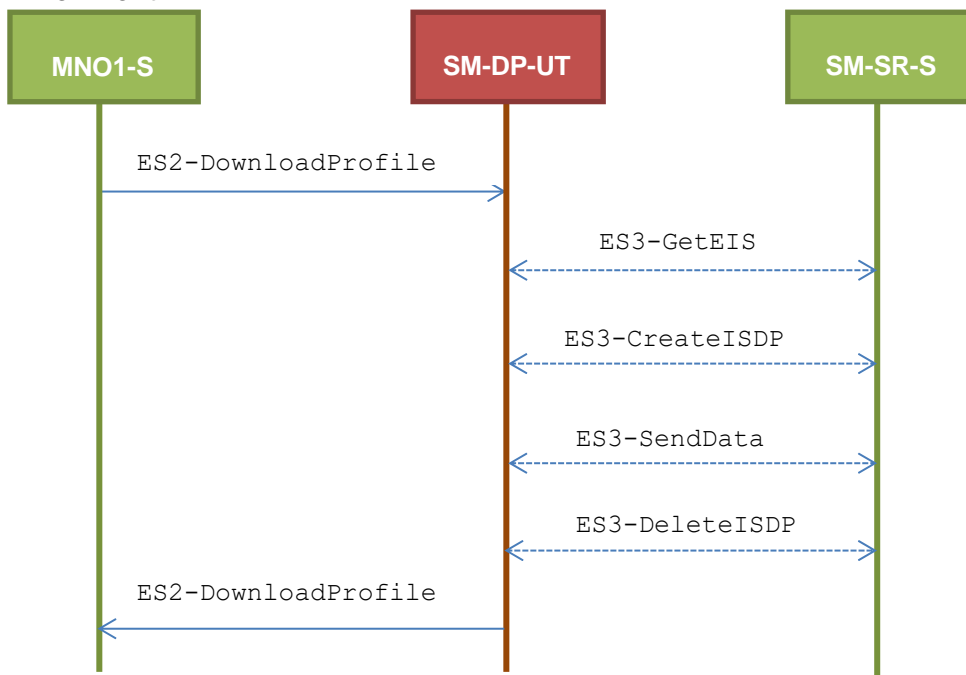 MNO1-S
SM-DP-UT
SM-SR-S
ES2-DownloadProfile
ES3-GetEIS
ES3-CreateISDP
ES3-SendData
ES3-DeleteISDP
ES2-DownloadProfile